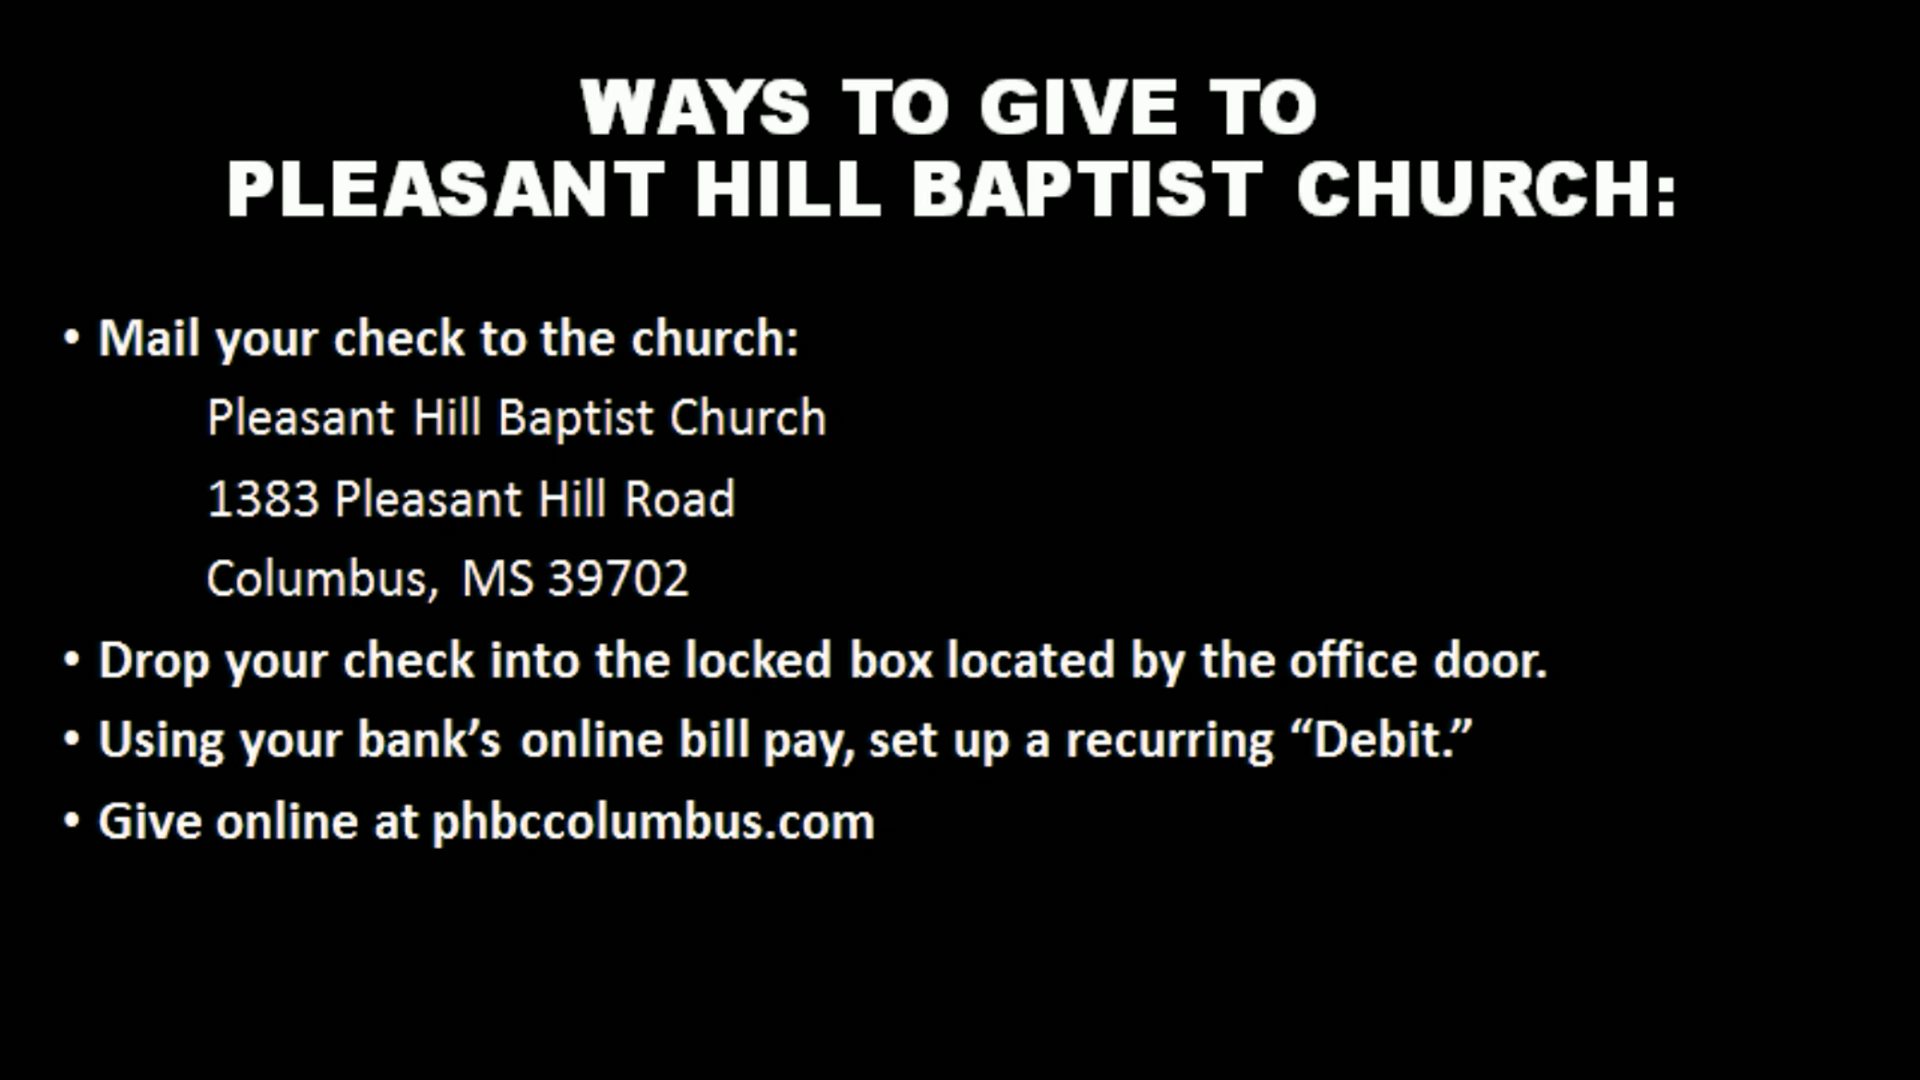 WAYS TO GIVE TO
PLEASANT HILL BAPTIST CHURCH:
• Mail your check to the church:
Pleasant Hill Baptist Church
1383 Pleasant Hill Road
Columbus, MS 39702
• Drop your check into the locked box located by the office door.
• Using your bank’s online bill pay, set up a recurring “Debit.”
• Give online at phbccolumbus.com